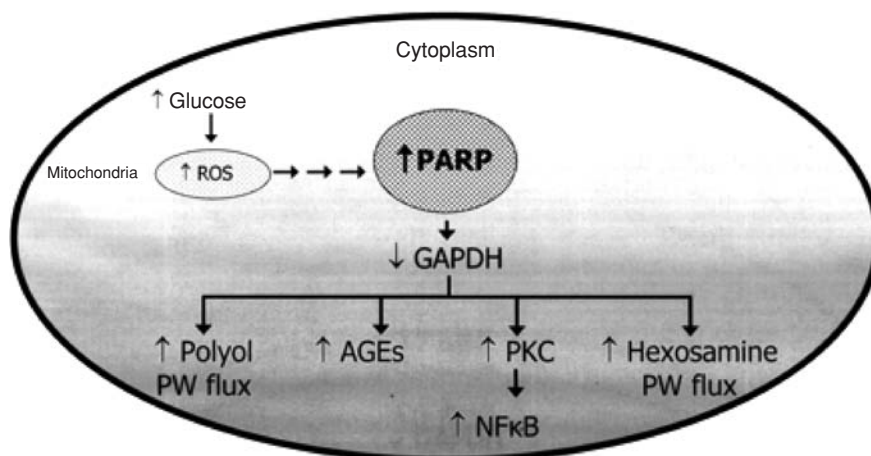 Cytoplasm
↑ Glucose
Mitochondria
↑ ROS
↑PARP
↓ GAPDH
↑ Polyol
PW flux
↑ AGEs
↑ PKC
↑ Hexosamine
PW flux
↑ NFκB